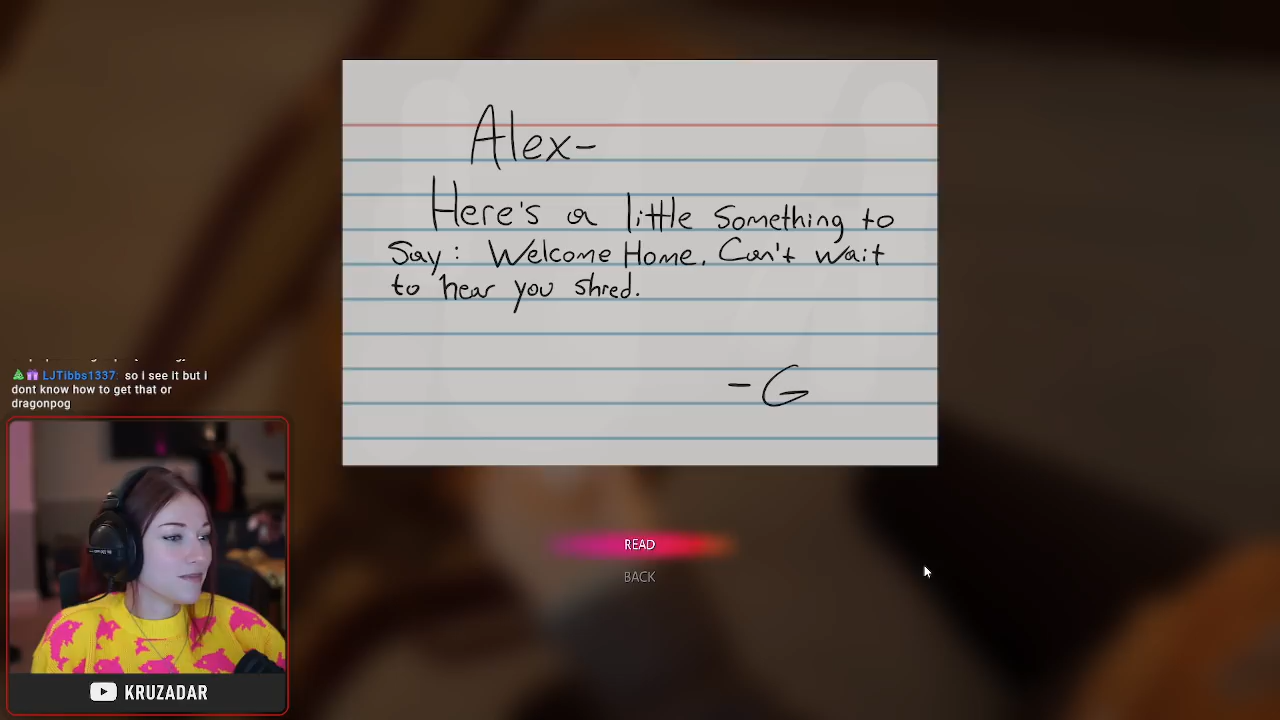 Alex-
Here's a little Something to
Say: Welcome Home. Can't wait
to hear you shred.
-G
LJTibbs1337: so i see it but i
dont know how to get that or
dragonpog
READ
BACK
KRUZADAR